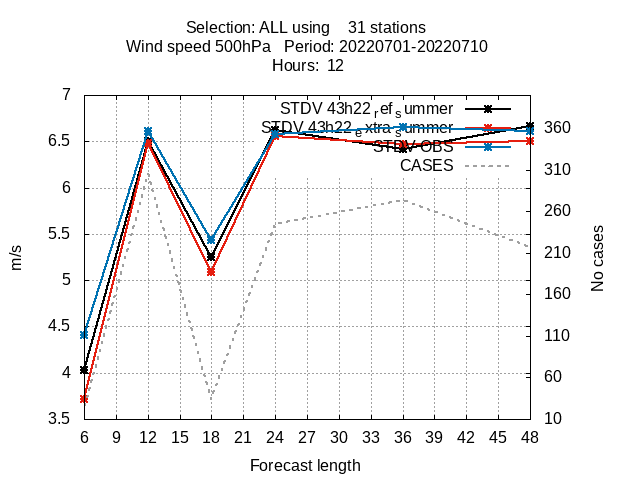 Selection: ALL using 31 stations
Wind speed 500hPa Period: 20220701-20220710
Hours: 12
STDV 43h22ref_summer
STDV 43h22extra_summer
STDV OBS
CASES
7
6.5
6
5.5
5
4.5
4
3.5
360
310
260
210
160
110
60
10
m/s
No cases
6 9 12 15 18 21 24 27 30 33 36 39 42 45 48
Forecast length